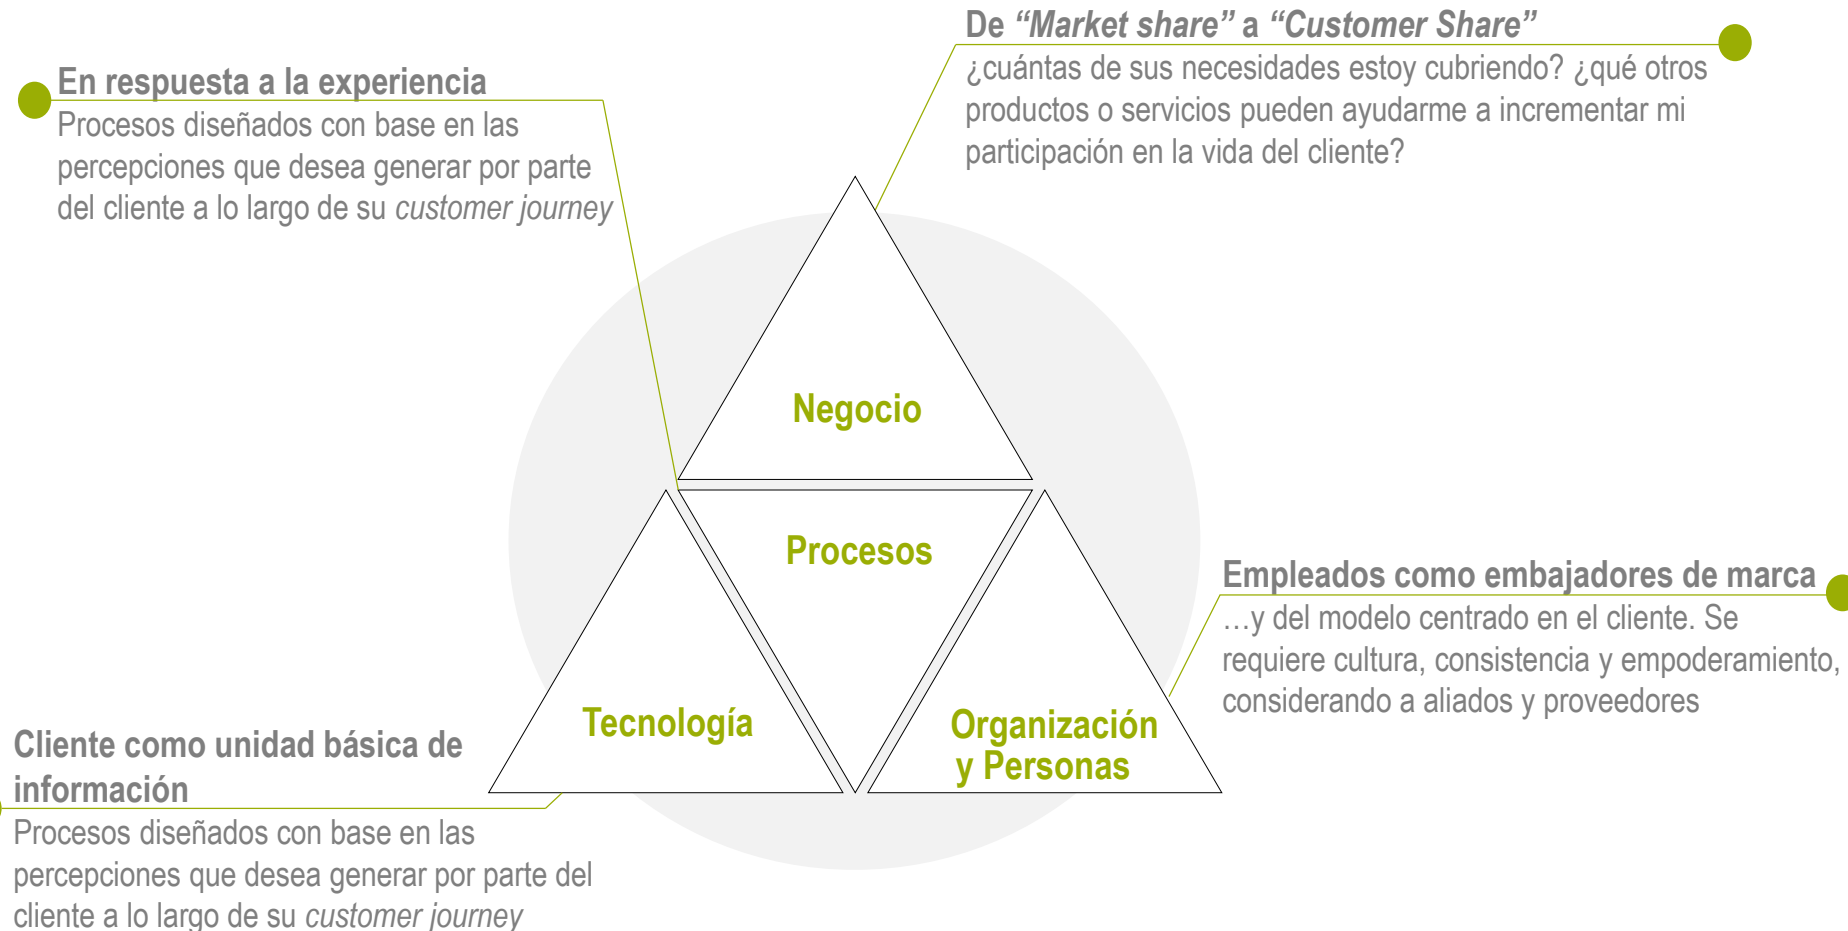 De “Market share” a “Customer Share”
¿cuántas de sus necesidades estoy cubriendo? ¿qué otros
productos o servicios pueden ayudarme a incrementar mi
participación en la vida del cliente?
En respuesta a la experiencia
Procesos diseñados con base en las
percepciones que desea generar por parte
del cliente a lo largo de su customer journey
Negocio
Procesos
Tecnología
Organización
y Personas
Empleados como embajadores de marca
…y del modelo centrado en el cliente. Se
requiere cultura, consistencia y empoderamiento,
considerando a aliados y proveedores
Cliente como unidad básica de
información
Procesos diseñados con base en las
percepciones que desea generar por parte del
cliente a lo largo de su customer journey